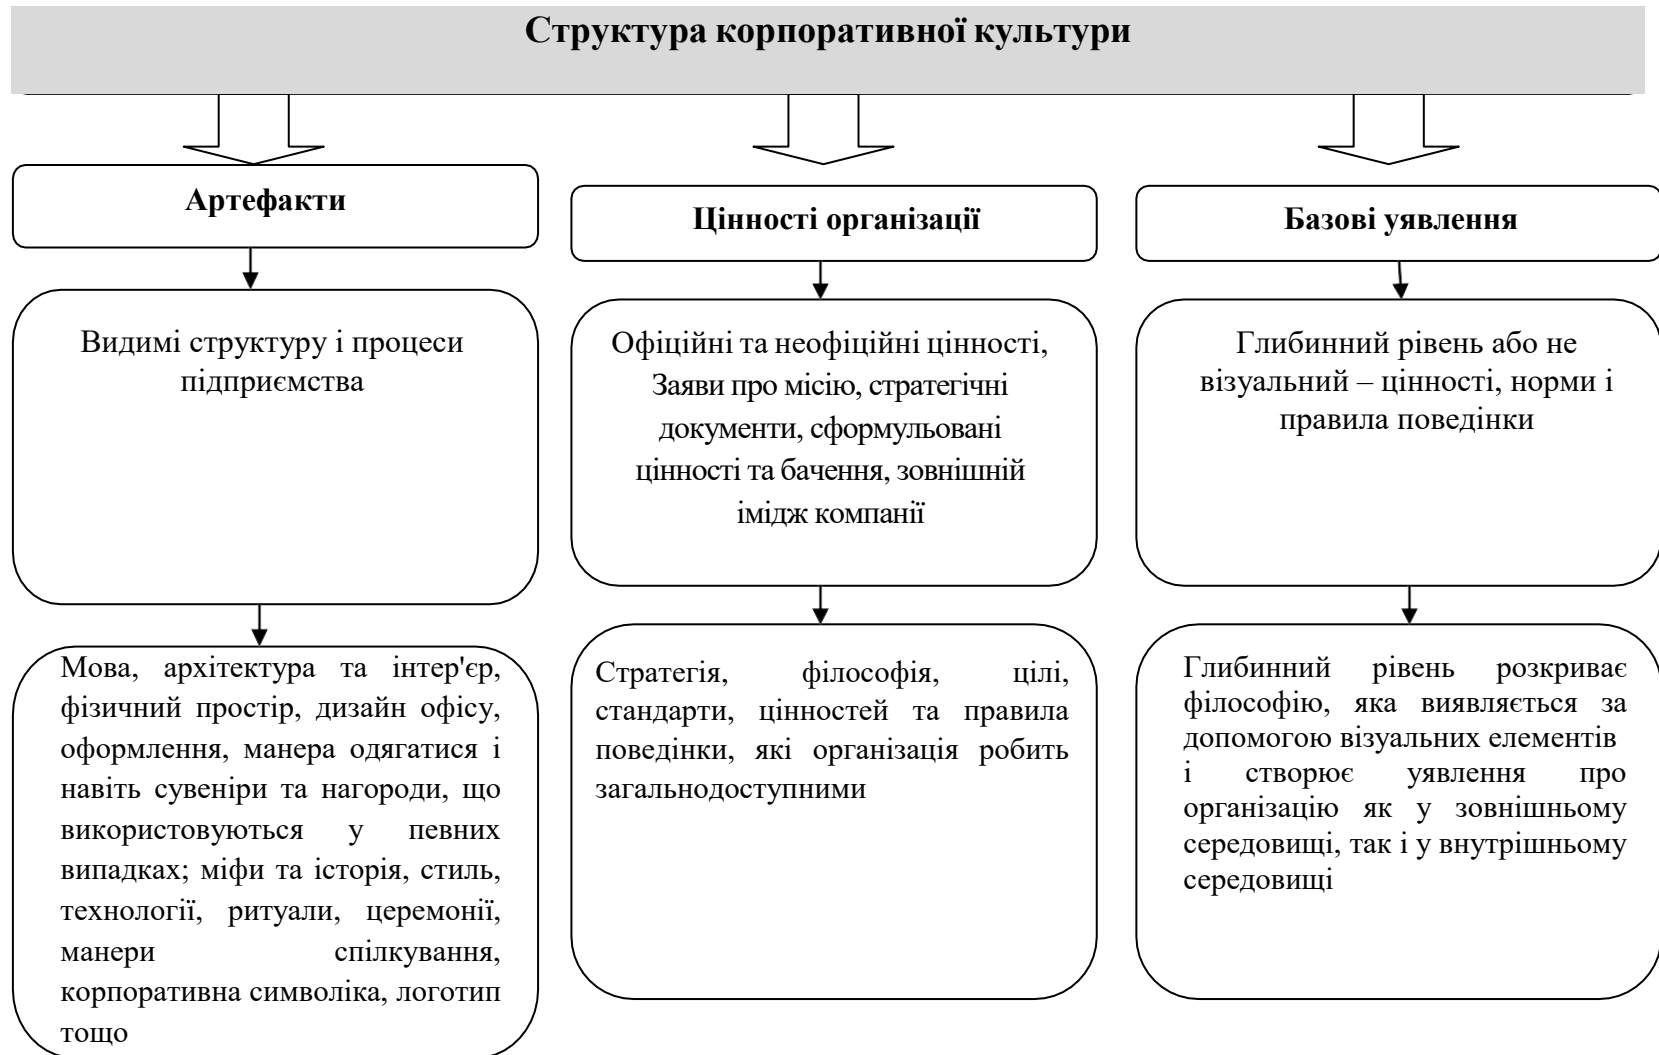 Структура корпоративної культури
Артефакти
Видимі структуру і процеси
підприємства
Мова, архітектура та інтер'єр,
фізичний простір, дизайн офісу,
оформлення, манера одягатися і
навіть сувеніри та нагороди, що
використовуються у певних
випадках; міфи та історія, стиль,
технології, ритуали, церемонії,
манери спілкування,
корпоративна символіка, логотип
тощо
Цінності організації
Офіційні та неофіційні цінності,
Заяви про місію, стратегічні
документи, сформульовані
цінності та бачення, зовнішній
імідж компанії
Стратегія, філософія, цілі,
стандарти, цінностей та правила
поведінки, які організація робить
загальнодоступними
Базові уявлення
Глибинний рівень або не
візуальний – цінності, норми і
правила поведінки
Глибинний рівень розкриває
філософію, яка виявляється за
допомогою візуальних елементів
і створює уявлення про
організацію як у зовнішньому
середовищі, так і у внутрішньому
середовищі